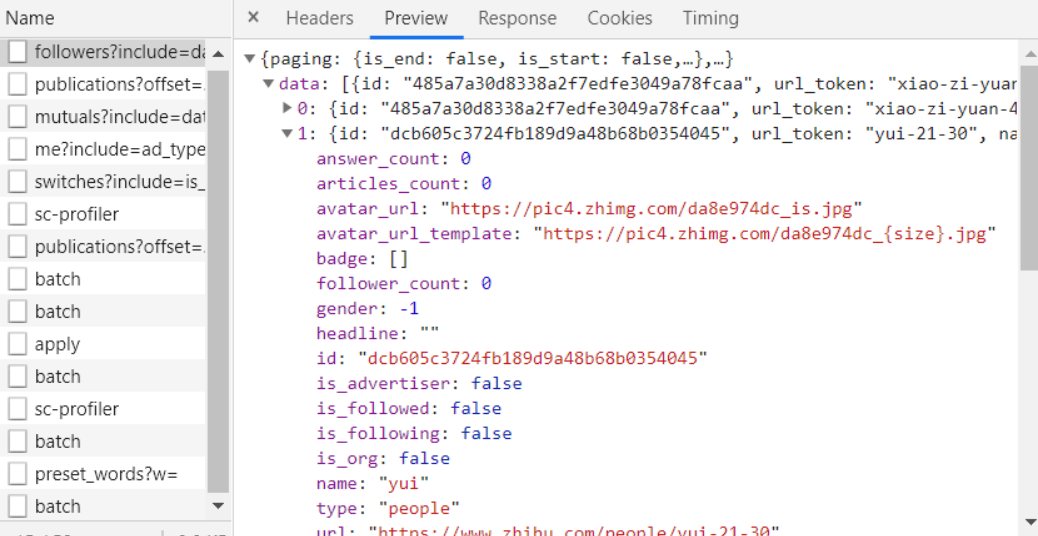 Name
followers?include=da
publications?offset=.
mutuals?include=dat
me?include=ad_type
switches?include=is_
sc-profiler
publications?offset=.
batch
batch
apply
batch
sc-profiler
batch
preset_words?w=
batch
× Headers Preview Response Cookies Timing
▼{paging: {is_end: false, is_start: false,…},…}
▼data: [{id: "485a7a30d8338a2f7edfe3049a78fcaa", url_token: "xiao-zi-yuan
▶0: {id: "485a7a30d8338a2f7edfe3049a78fcaa", url_token: "xiao-zi-yuan-4
▼1: {id: "dcb605c3724fb189d9a48b68b0354045", url_token: "yui-21-30", na
answer_count: 0
articles_count: 0
avatar_url: "https://pic4.zhimg.com/da8e974dc_is.jpg"
avatar_url_template: "https://pic4.zhimg.com/da8e974dc_{size}.jpg"
badge: []
follower_count: 0
gender: -1
headline: ""
id: "dcb605c3724fb189d9a48b68b0354045"
is_advertiser: false
is_followed: false
is_following: false
is_org: false
name: "yui"
type: "people"
url: "https://www.zhihu.com/people/yui-21-30"